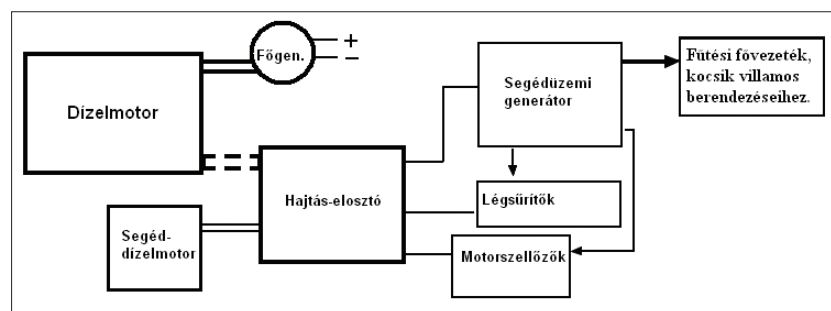 Főgen.
+
−
Dízelmotor
Segédüzemi
generátor
Fűtési fővezeték,
kocsik villamos
berendezéseihez.
Hajtás-elosztó
Légsűrítők
Segéd-
dízelmotor
Motorszellőzők